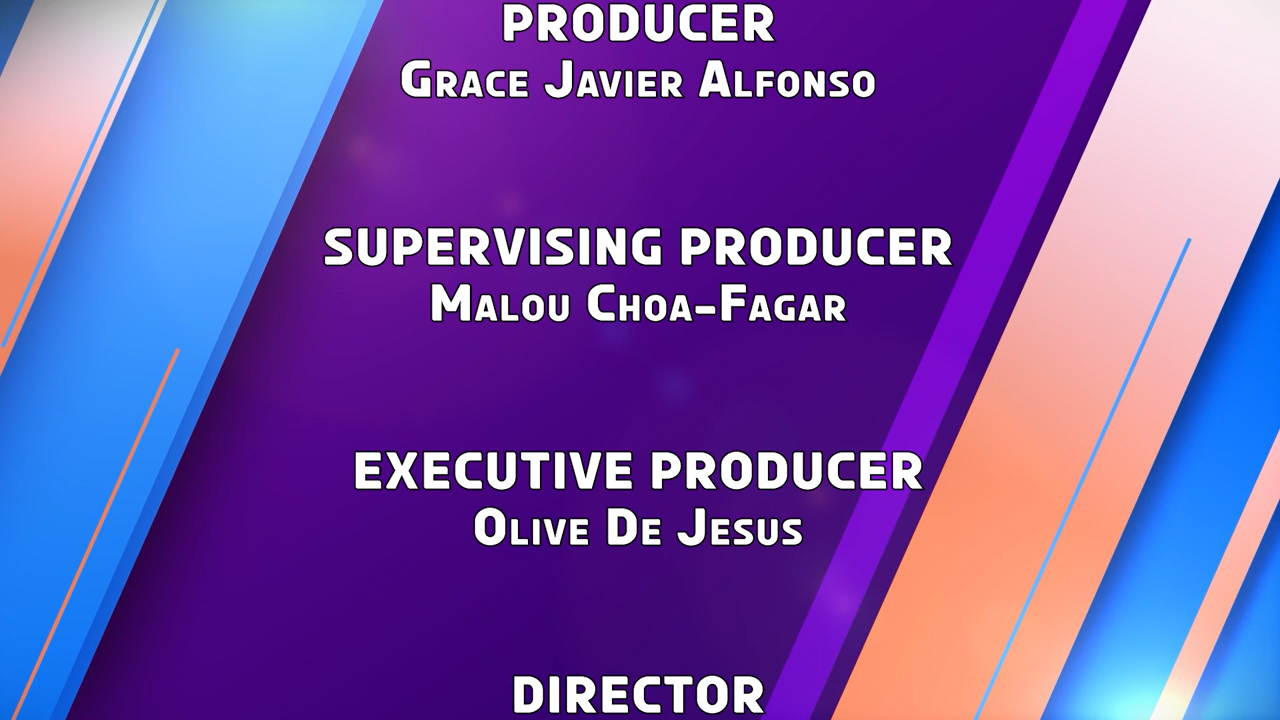 PRODUCER
Grace Javier Alfonso
SUPERVISING PRODUCER
Malou Choa-Fagar
EXECUTIVE PRODUCER
Olive De Jesus
DIRECTOR